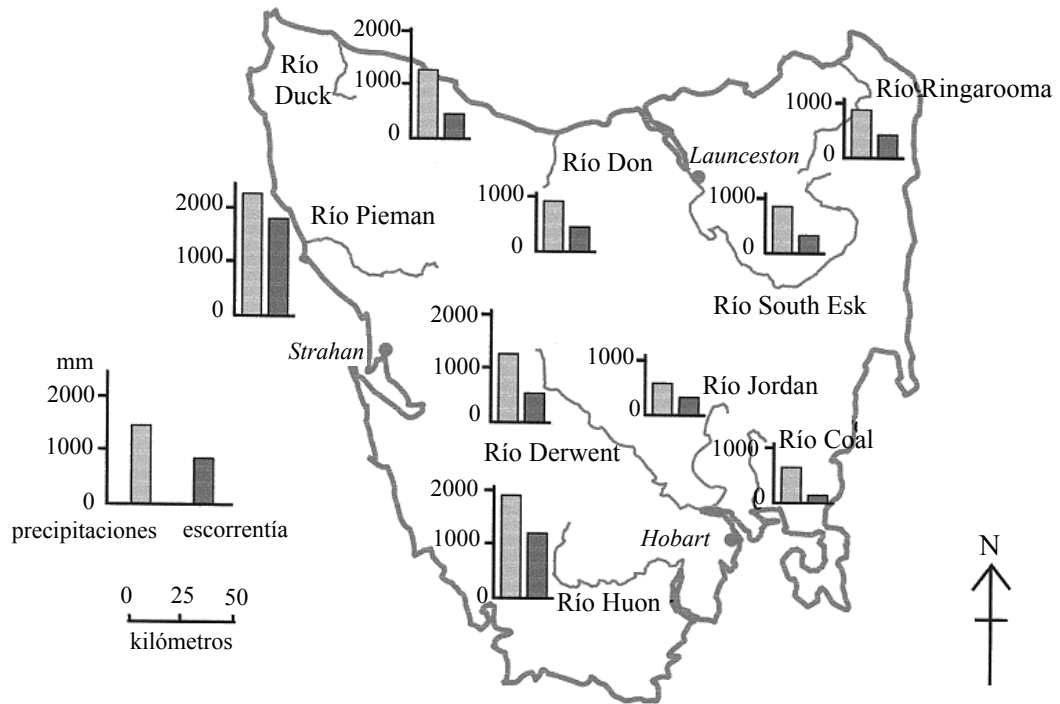 2000
1000
0
Río
Duck
Río Ringarooma
1000
0
Río Don
1000
0
Launceston
1000
0
Río South Esk
2000
1000
0
Río Pieman
Strahan
2000
1000
0
Río Derwent
1000
0
Río Jordan
Río Coal
1000
0
mm
2000
1000
0
precipitaciones escorrentía
2000
1000
0
Río Huon
Hobart
N
0 25 50
kilómetros